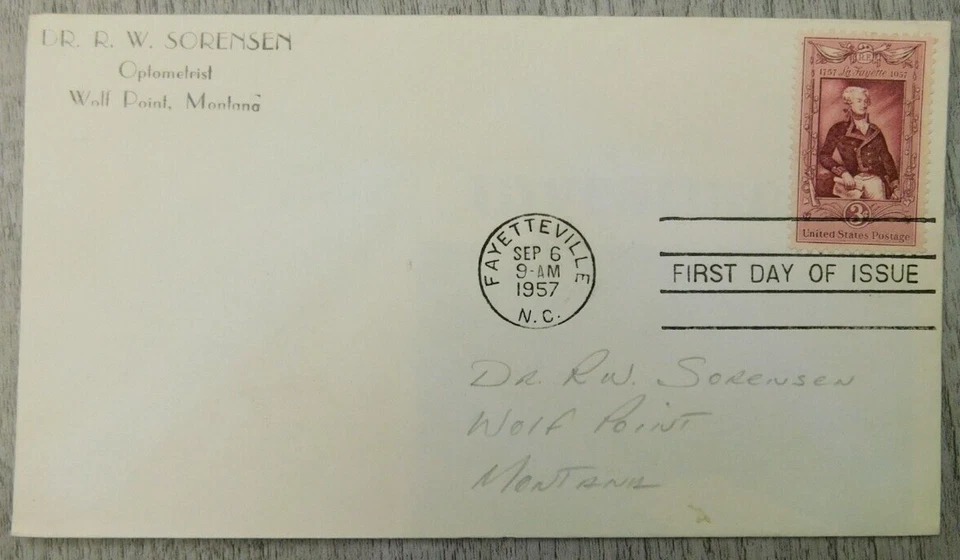 DR. R. W. SORENSEN
Optometrist
Wolf Point, Montana
1757 La Fayette 1957
3¢
United States Postage
FAYETTEVILLE
SEP 6
9-AM
1957
N.C.
FIRST DAY OF ISSUE
DR. R.W. SORENSEN
WOLF POINT
MONTANA